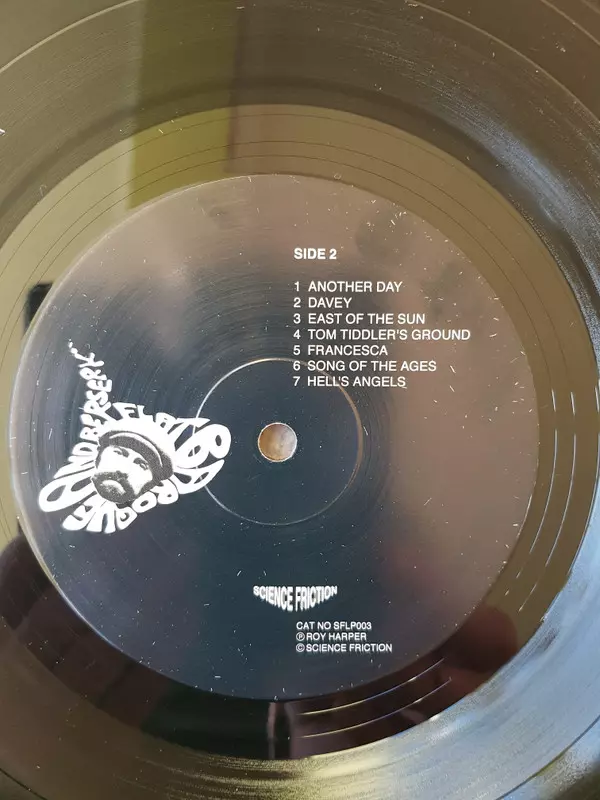 SIDE 2
1 ANOTHER DAY
2 DAVEY
3 EAST OF THE SUN
4 TOM TIDDLER'S GROUND
5 FRANCESCA
6 SONG OF THE AGES
7 HELL'S ANGELS
FLAT BAROQUE AND BERSERK
SCIENCE FRICTION
CAT NO SFLP003
Ⓟ ROY HARPER
© SCIENCE FRICTION